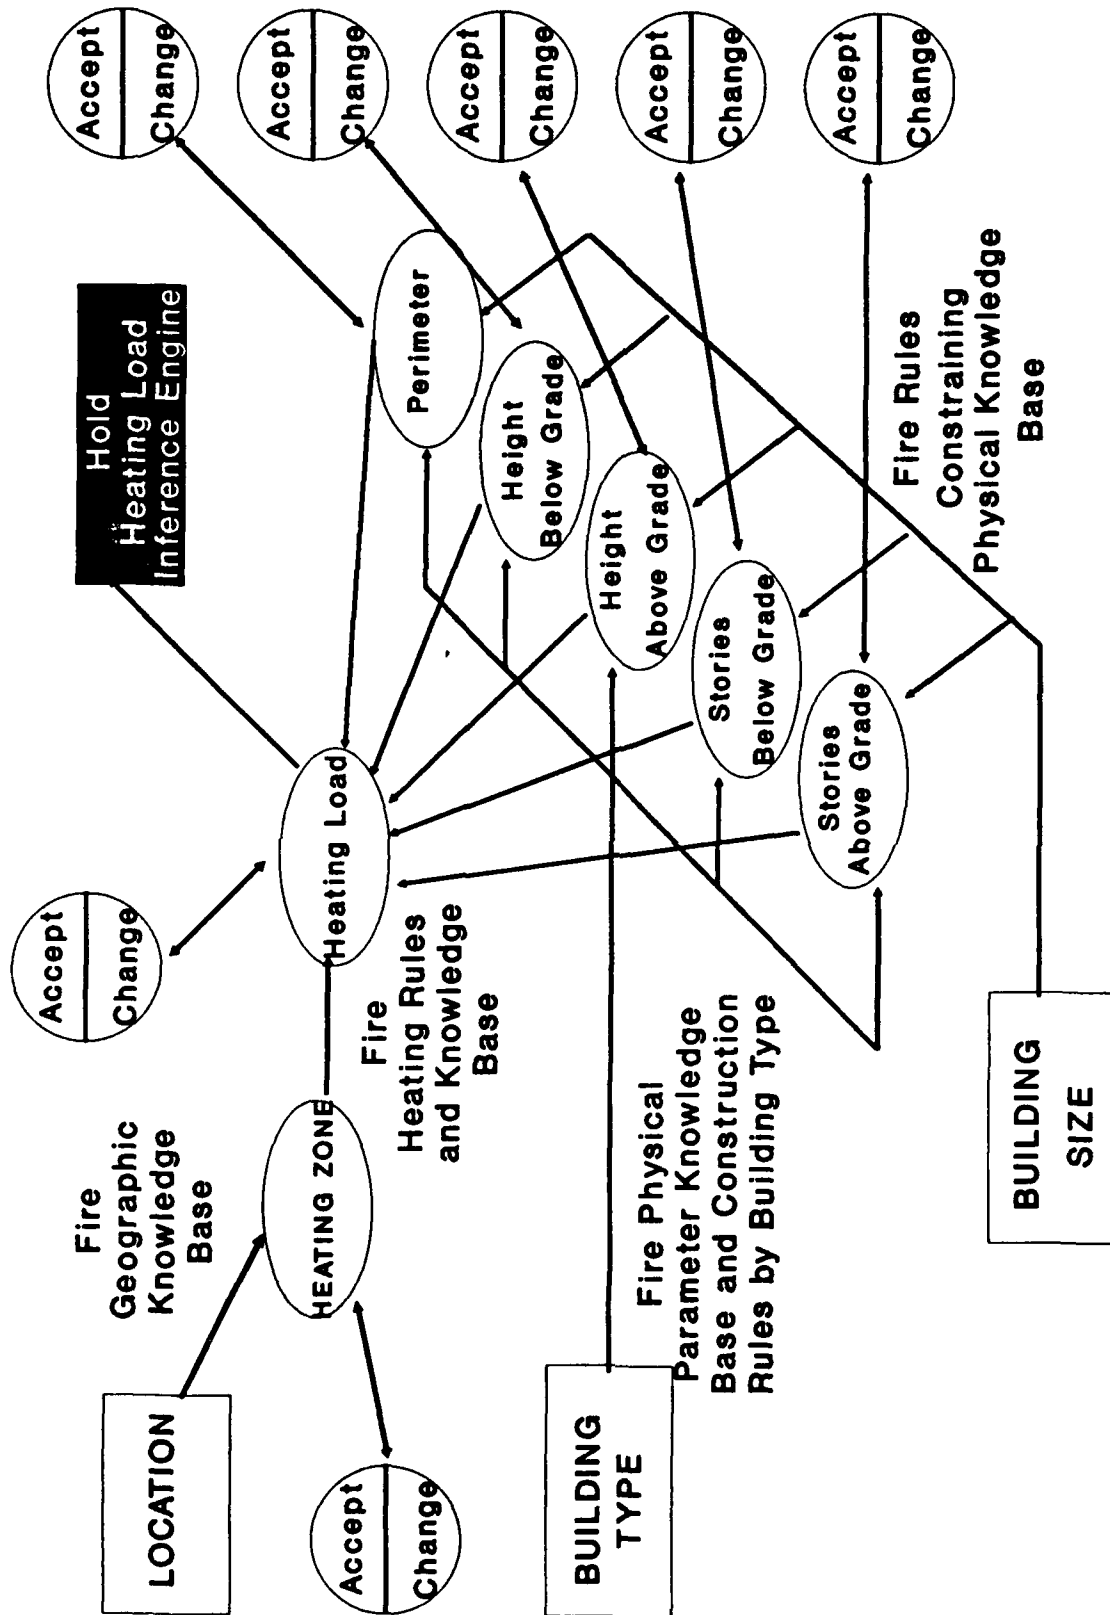 Hold
Heating Load
Inference Engine
Accept
Change
Accept
Change
Accept
Change
Accept
Change
Accept
Change
Accept
Change
Accept
Change
LOCATION
Fire
Geographic
Knowledge
Base
HEATING ZONE
Fire
Heating Rules
and Knowledge
Base
Heating Load
Perimeter
Height
Below Grade
Height
Above Grade
Stories
Below Grade
Stories
Above Grade
BUILDING
TYPE
Fire Physical
Parameter Knowledge
Base and Construction
Rules by Building Type
Fire Rules
Constraining
Physical Knowledge
Base
BUILDING
SIZE